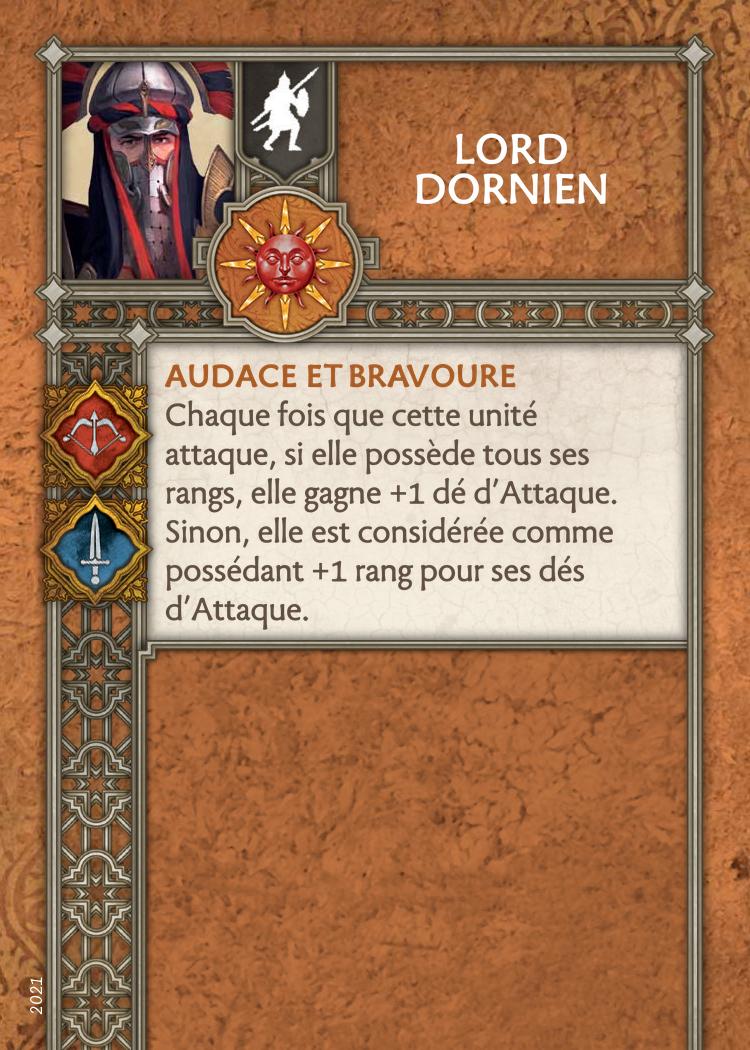 LORD
DORNIEN
AUDACE ET BRAVOURE
Chaque fois que cette unité
attaque, si elle possède tous ses
rangs, elle gagne +1 dé d’Attaque.
Sinon, elle est considérée comme
possédant +1 rang pour ses dés
d’Attaque.
2021